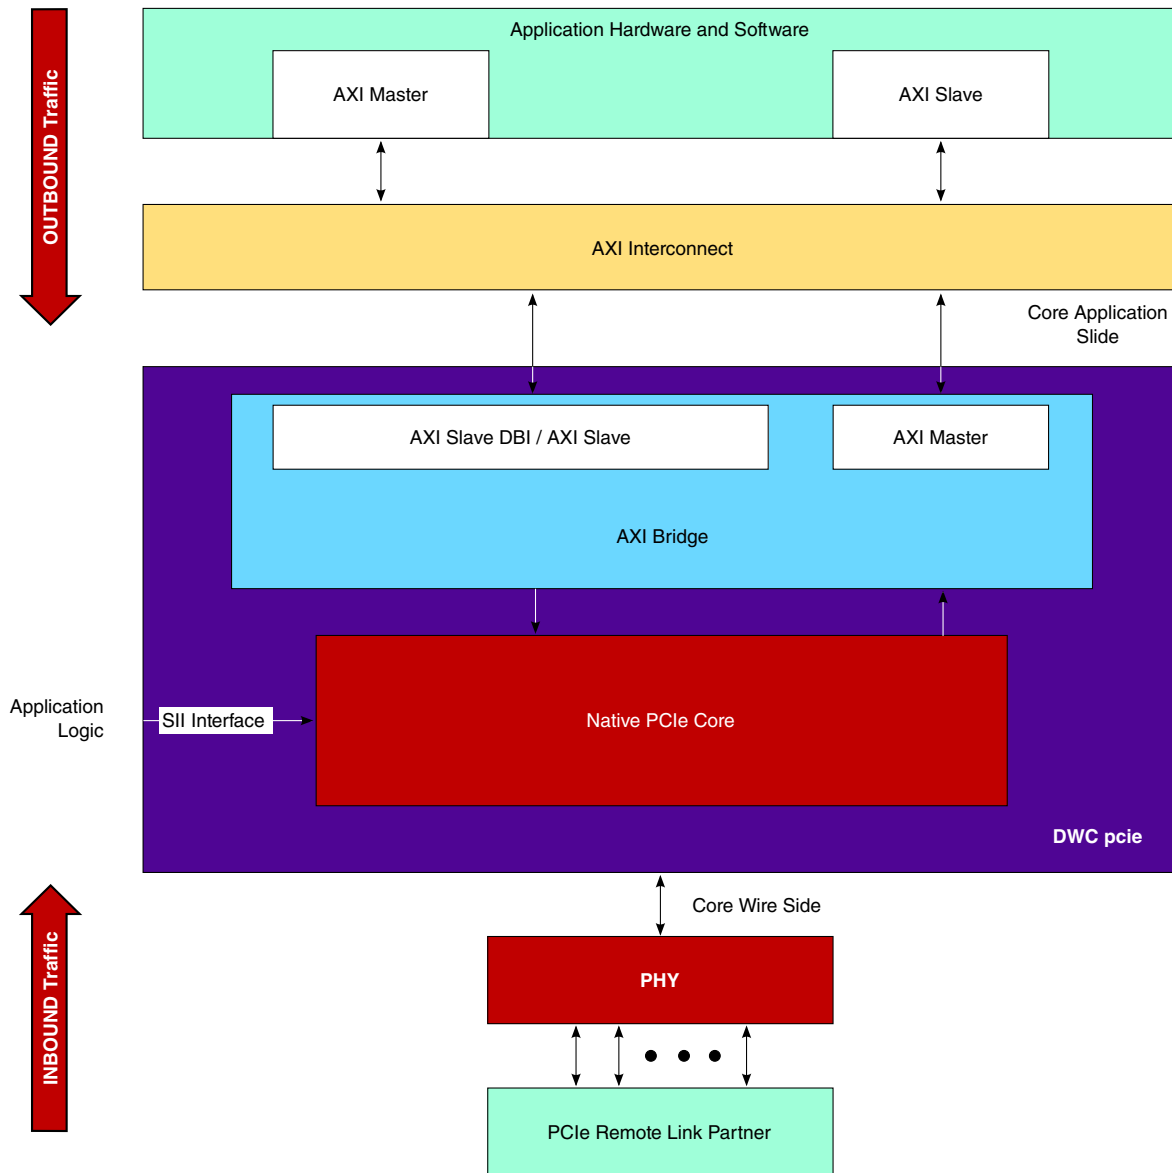 OUTBOUND Traffic
Application Hardware and Software
AXI Master
AXI Slave
AXI Interconnect
Core Application
Slide
AXI Slave DBI / AXI Slave
AXI Master
AXI Bridge
Application
Logic
SII Interface
Native PCIe Core
DWC pcie
INBOUND Traffic
Core Wire Side
PHY
PCIe Remote Link Partner